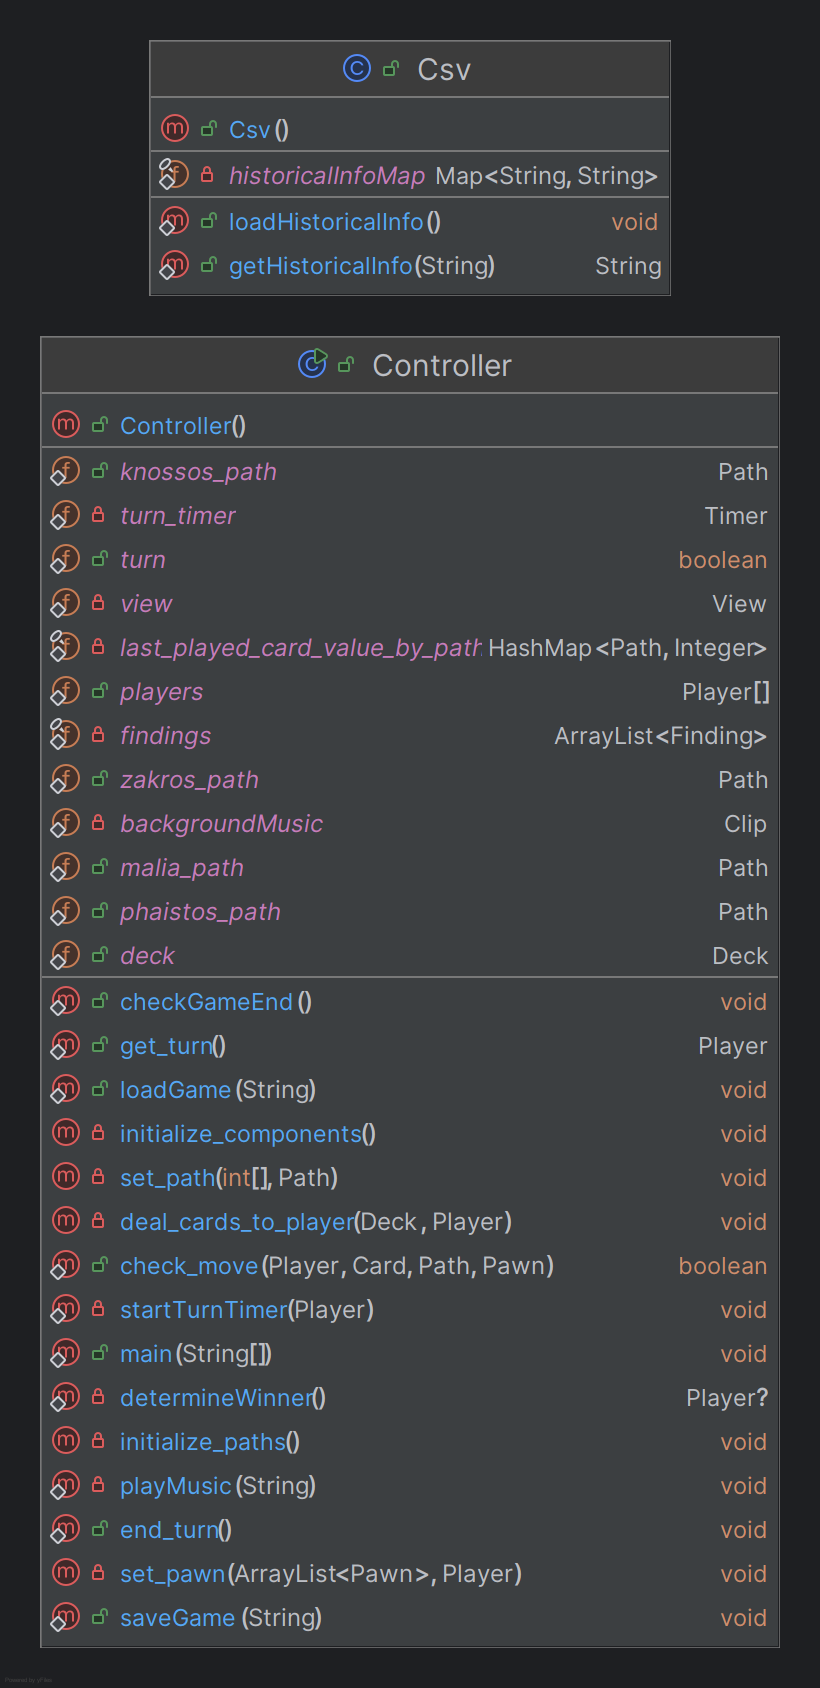 Csv
Csv()
historicalInfoMap Map<String, String>
loadHistoricalInfo() void
getHistoricalInfo(String) String
Controller
Controller()
knossos_path Path
turn_timer Timer
turn boolean
view View
last_played_card_value_by_path HashMap<Path, Integer>
players Player[]
findings ArrayList<Finding>
zakros_path Path
backgroundMusic Clip
malia_path Path
phaistos_path Path
deck Deck
checkGameEnd() void
get_turn() Player
loadGame(String) void
initialize_components() void
set_path(int[], Path) void
deal_cards_to_player(Deck, Player) void
check_move(Player, Card, Path, Pawn) boolean
startTurnTimer(Player) void
main(String[]) void
determineWinner() Player?
initialize_paths() void
playMusic(String) void
end_turn() void
set_pawn(ArrayList<Pawn>, Player) void
saveGame(String) void
Powered by yFiles